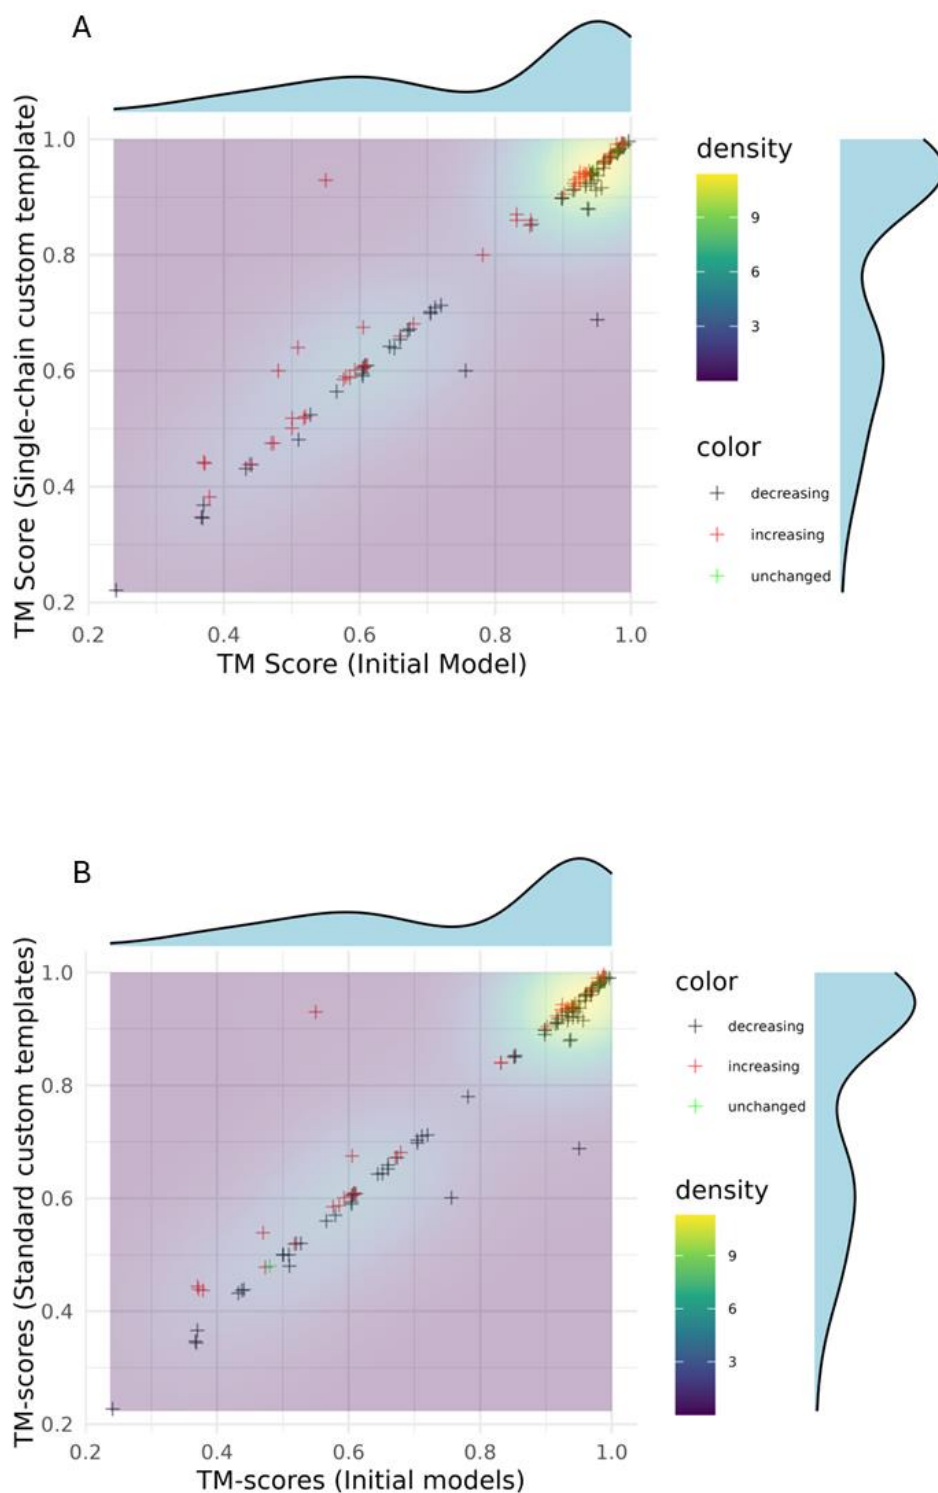 A
TM Score (Single-chain custom template)
1.0
0.8
0.6
0.4
0.2
0.2 0.4 0.6 0.8 1.0
TM Score (Initial Model)
density
9
6
3
color
decreasing
increasing
unchanged
B
TM-scores (Standard custom templates)
1.0
0.8
0.6
0.4
0.2
0.2 0.4 0.6 0.8 1.0
TM-scores (Initial models)
color
decreasing
increasing
unchanged
density
9
6
3